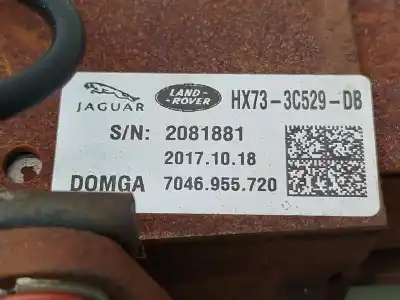 JAGUAR
LAND-
-ROVER
HX73-3C529-DB
S/N: 2081881
2017.10.18
DOMGA 7046.955.720